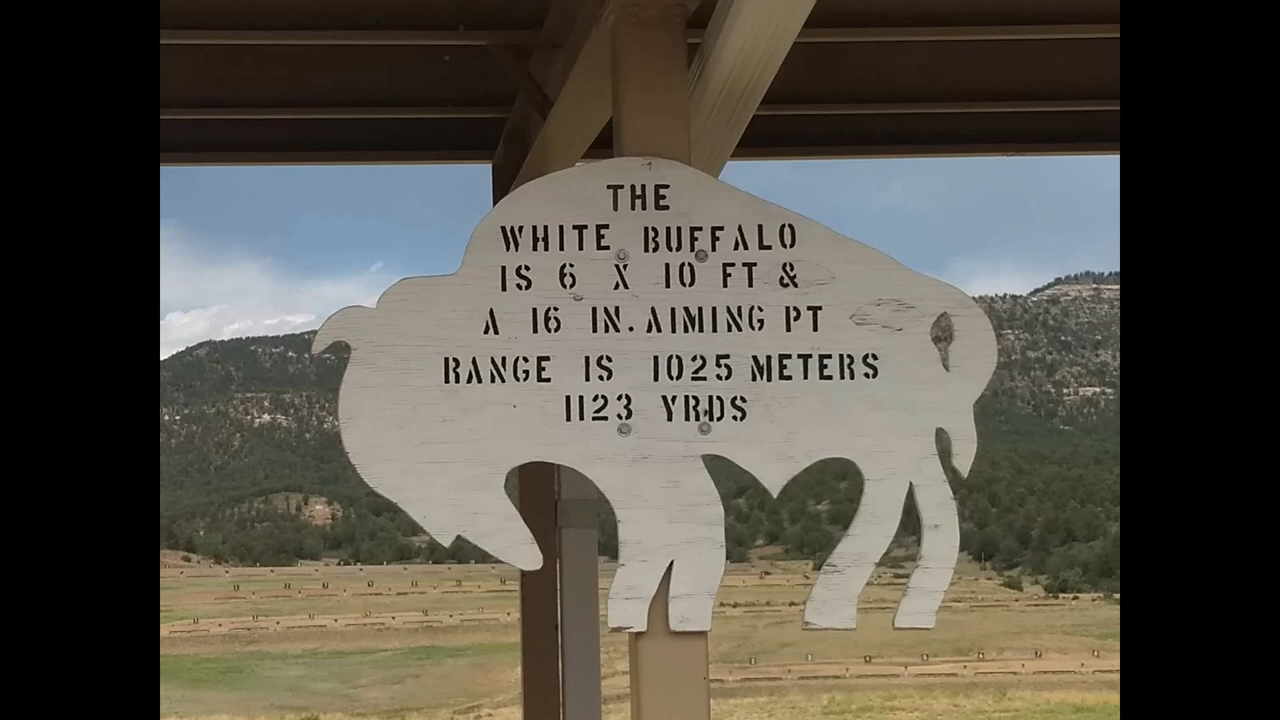 THE
WHITE BUFFALO
IS 6 X 10 FT &
A 16 IN. AIMING PT
RANGE IS 1025 METERS
1123 YRDS